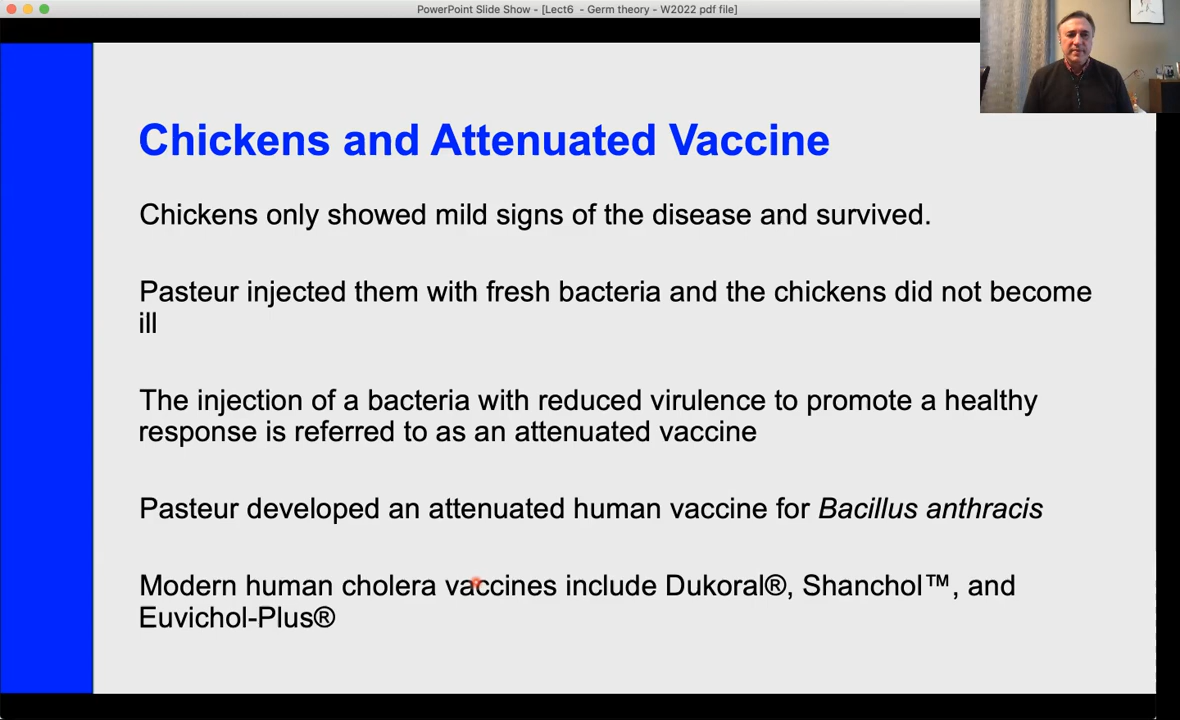 PowerPoint Slide Show - [Lect6 - Germ theory - W2022 pdf file]
Chickens and Attenuated Vaccine
Chickens only showed mild signs of the disease and survived.
Pasteur injected them with fresh bacteria and the chickens did not become
ill
The injection of a bacteria with reduced virulence to promote a healthy
response is referred to as an attenuated vaccine
Pasteur developed an attenuated human vaccine for Bacillus anthracis
Modern human cholera vaccines include Dukoral®, Shanchol™, and
Euvichol-Plus®